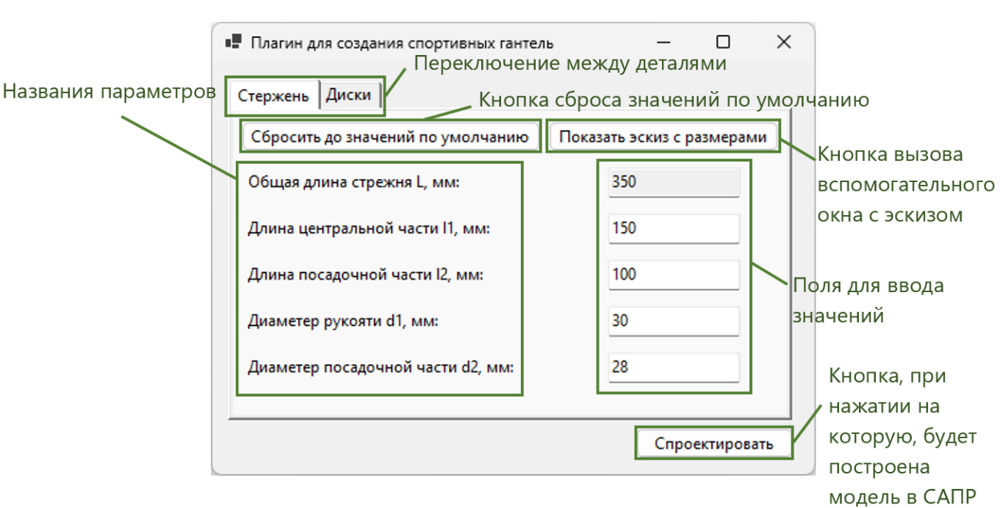 Плагин для создания спортивных гантель
Переключение между деталями
Названия параметров
Стержень Диски
Кнопка сброса значений по умолчанию
Сбросить до значений по умолчанию Показать эскиз с размерами
Кнопка вызова
вспомогательного
окна с эскизом
Общая длина стрежня L, мм: 350
Длина центральной части l1, мм: 150
Длина посадочной части l2, мм: 100
Диаметр рукояти d1, мм: 30
Диаметер посадочной части d2, мм: 28
Поля для ввода
значений
Кнопка, при
нажатии на
которую, будет
построена
модель в САПР
Спроектировать